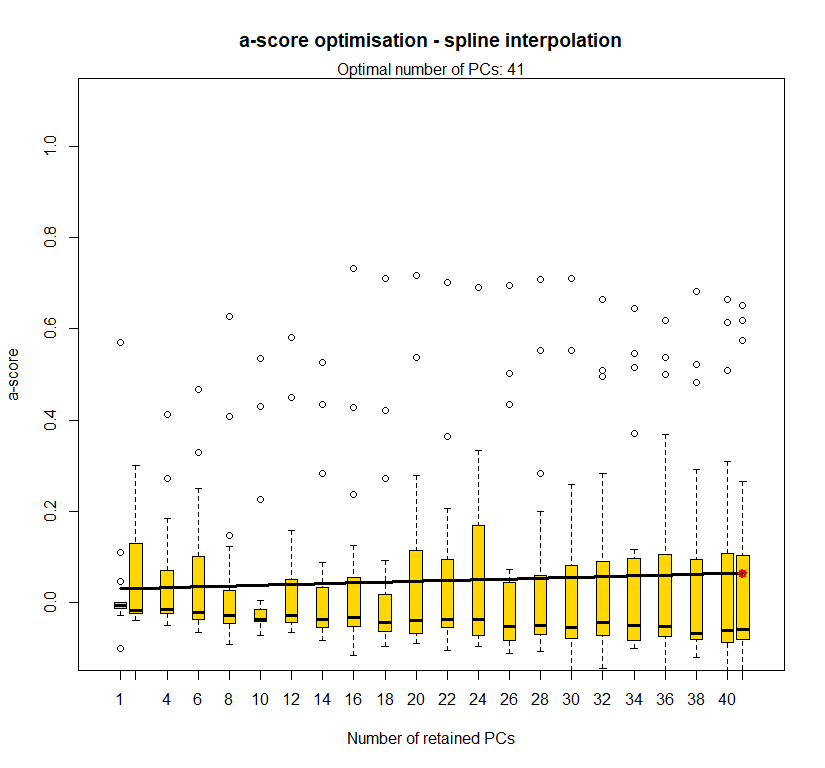 a-score optimisation - spline interpolation
Optimal number of PCs: 41
a-score
1.0
0.8
0.6
0.4
0.2
0.0
1 4 6 8 10 12 14 16 18 20 22 24 26 28 30 32 34 36 38 40
Number of retained PCs